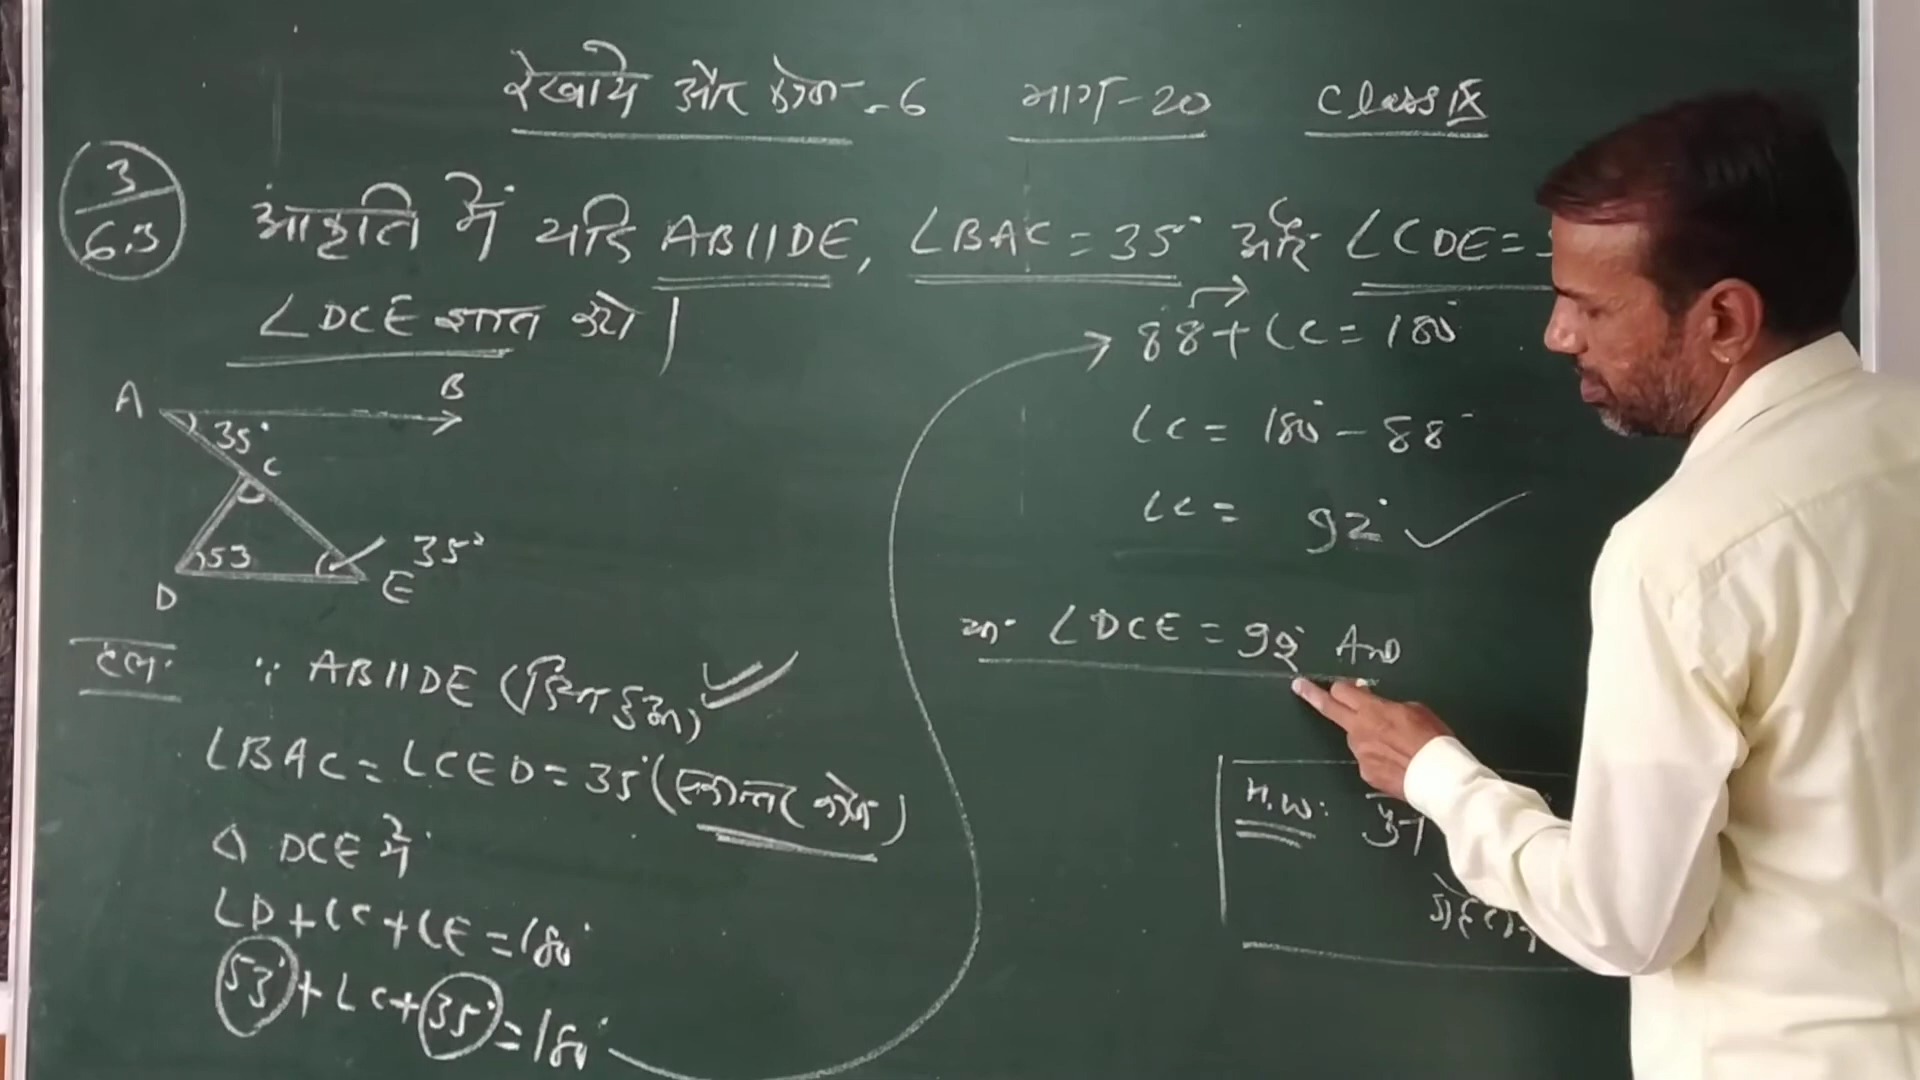 रेखाये और कोण - 6 भाग-20 Class IX
3/6.3
आकृति में यदि AB||DE, ∠BAC = 35° और ∠CDE =
∠DCE ज्ञात करो |
A B
35°
C
53
D E 35°
हल: ∵ AB||DE (दिया हुआ)
∠BAC = ∠CED = 35° (एकान्तर कोण)
△ DCE में
∠D + ∠C + ∠E = 180°
53° + ∠C + 35° = 180°
88 + ∠C = 180°
∠C = 180° - 88°
∠C = 92°
∠DCE = 92° Ans
H.W: